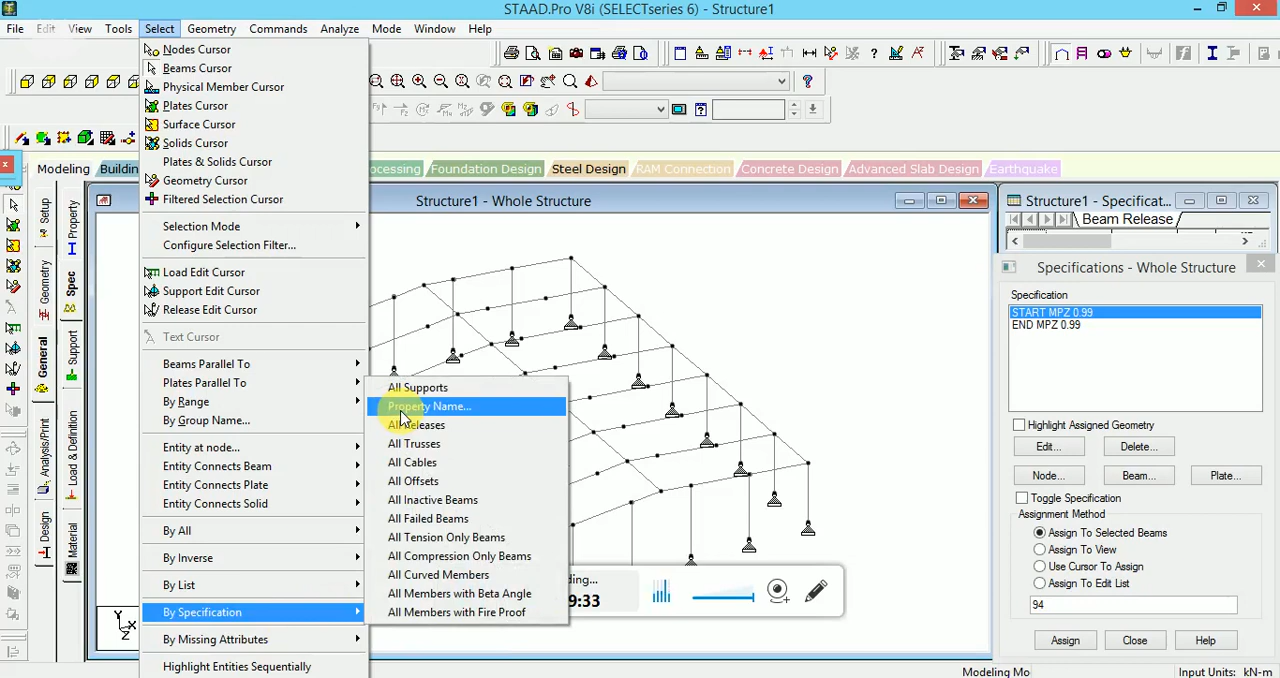 STAAD.Pro V8i (SELECTseries 6) - Structure1
File Edit View Tools Select Geometry Commands Analyze Mode Window Help
Nodes Cursor
Beams Cursor
Physical Member Cursor
Plates Cursor
Surface Cursor
Solids Cursor
Plates & Solids Cursor
Geometry Cursor
Filtered Selection Cursor
Selection Mode
Configure Selection Filter...
Load Edit Cursor
Support Edit Cursor
Release Edit Cursor
Text Cursor
Beams Parallel To
Plates Parallel To
By Range
By Group Name...
Entity at node...
Entity Connects Beam
Entity Connects Plate
Entity Connects Solid
By All
By Inverse
By List
By Specification
By Missing Attributes
Highlight Entities Sequentially
All Supports
Property Name...
All Releases
All Trusses
All Cables
All Offsets
All Inactive Beams
All Failed Beams
All Tension Only Beams
All Compression Only Beams
All Curved Members
All Members with Beta Angle
All Members with Fire Proof
Modeling Building rocessing Foundation Design Steel Design RAM Connection Concrete Design Advanced Slab Design Earthquake
Setup
Geometry
General
Analysis/Print
Design
Property
Spec
Support
Load & Definition
Material
Structure1 - Whole Structure
Y
X
Z
ding...
9:33
Structure1 - Specificat...
Beam Release
Specifications - Whole Structure
Specification
START MPZ 0.99
END MPZ 0.99
Highlight Assigned Geometry
Edit... Delete...
Node... Beam... Plate...
Toggle Specification
Assignment Method
Assign To Selected Beams
Assign To View
Use Cursor To Assign
Assign To Edit List
94
Assign Close Help
Modeling Mo Input Units: kN-m